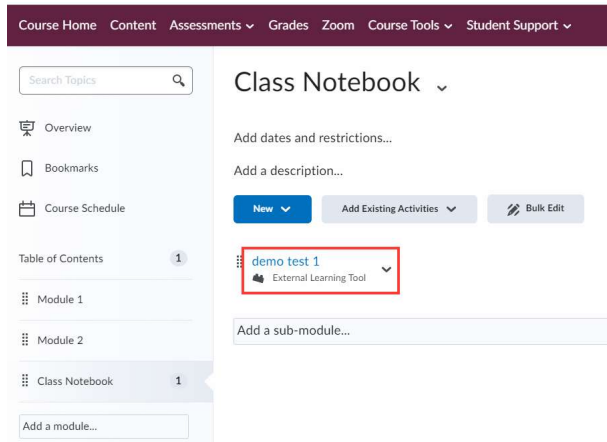 Course Home Content Assessments Grades Zoom Course Tools Student Support
Search Topics
Overview
Bookmarks
Course Schedule
Table of Contents 1
Module 1
Module 2
Class Notebook 1
Add a module...
Class Notebook
Add dates and restrictions...
Add a description...
New Add Existing Activities Bulk Edit
demo test 1
External Learning Tool
Add a sub-module...